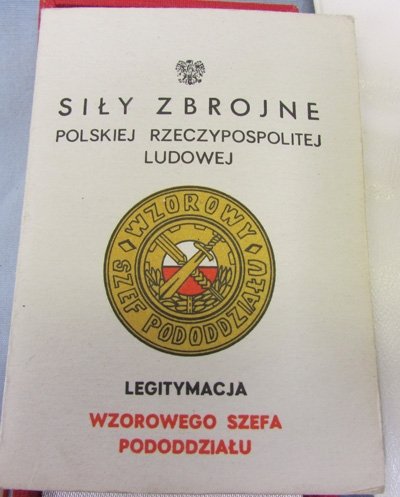 SIŁY ZBROJNE
POLSKIEJ RZECZYPOSPOLITEJ
LUDOWEJ
WZOROWY
SZEF PODODDZIAŁU
LEGITYMACJA
WZOROWEGO SZEFA
PODODDZIAŁU